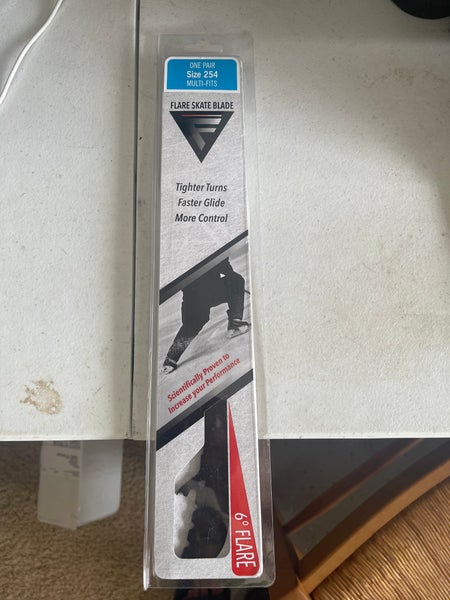 ONE PAIR
Size 254
MULTI-FITS
FLARE SKATE BLADE
Tighter Turns
Faster Glide
More Control
Scientifically Proven to
Increase your Performance
6° FLARE